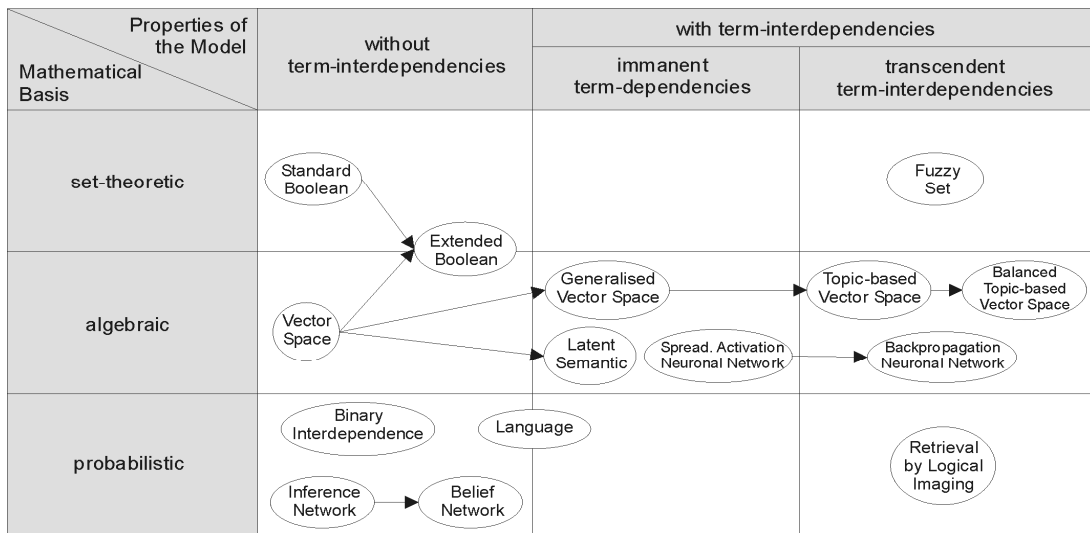 Properties of
the Model
Mathematical
Basis
without
term-interdependencies
with term-interdependencies
immanent
term-dependencies
transcendent
term-interdependencies
set-theoretic
Standard
Boolean
Fuzzy
Set
Extended
Boolean
algebraic
Vector
Space
Generalised
Vector Space
Topic-based
Vector Space
Balanced
Topic-based
Vector Space
Latent
Semantic
Spread. Activation
Neuronal Network
Backpropagation
Neuronal Network
probabilistic
Binary
Interdependence
Language
Retrieval
by Logical
Imaging
Inference
Network
Belief
Network